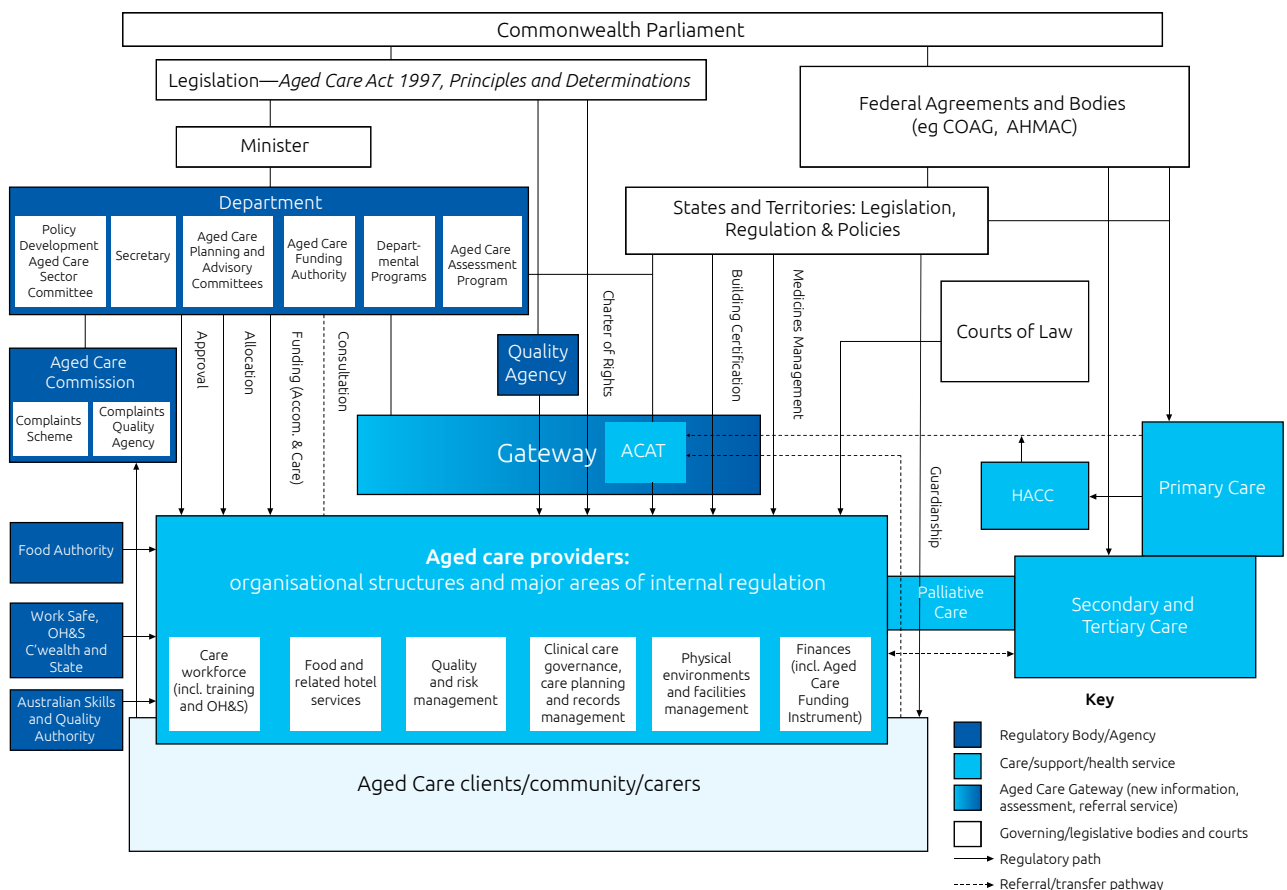 Commonwealth Parliament
Legislation—Aged Care Act 1997, Principles and Determinations
Federal Agreements and Bodies
(eg COAG, AHMAC)
Minister
Department
Policy
Development
Aged Care
Sector
Committee
Secretary
Aged Care
Planning and
Advisory
Committees
Aged Care
Funding
Authority
Depart-
mental
Programs
Aged Care
Assessment
Program
States and Territories: Legislation,
Regulation & Policies
Courts of Law
Aged Care
Commission
Complaints
Scheme
Complaints
Quality
Agency
Approval
Allocation
Funding (Accom. & Care)
Consultation
Quality
Agency
Charter of Rights
Building Certification
Medicines Management
Guardianship
Gateway
ACAT
HACC
Primary Care
Food Authority
Work Safe,
OH&S
C'wealth and
State
Australian Skills
and Quality
Authority
Aged care providers:
organisational structures and major areas of internal regulation
Care
workforce
(incl. training
and OH&S)
Food and
related hotel
services
Quality
and risk
management
Clinical care
governance,
care planning
and records
management
Physical
environments
and facilities
management
Finances
(incl. Aged
Care
Funding
Instrument)
Palliative
Care
Secondary and
Tertiary Care
Aged Care clients/community/carers
Key
Regulatory Body/Agency
Care/support/health service
Aged Care Gateway (new information,
assessment, referral service)
Governing/legislative bodies and courts
Regulatory path
Referral/transfer pathway